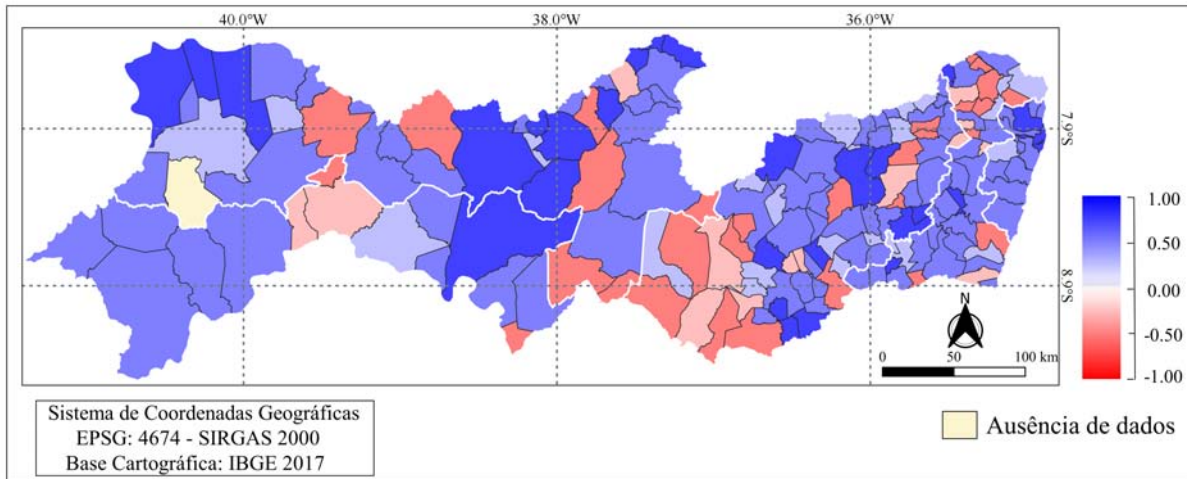 40.0°W 38.0°W 36.0°W
7.9°S
8.9°S
N
0 50 100 km
1.00
0.50
0.00
-0.50
-1.00
Sistema de Coordenadas Geográficas
EPSG: 4674 - SIRGAS 2000
Base Cartográfica: IBGE 2017
Ausência de dados